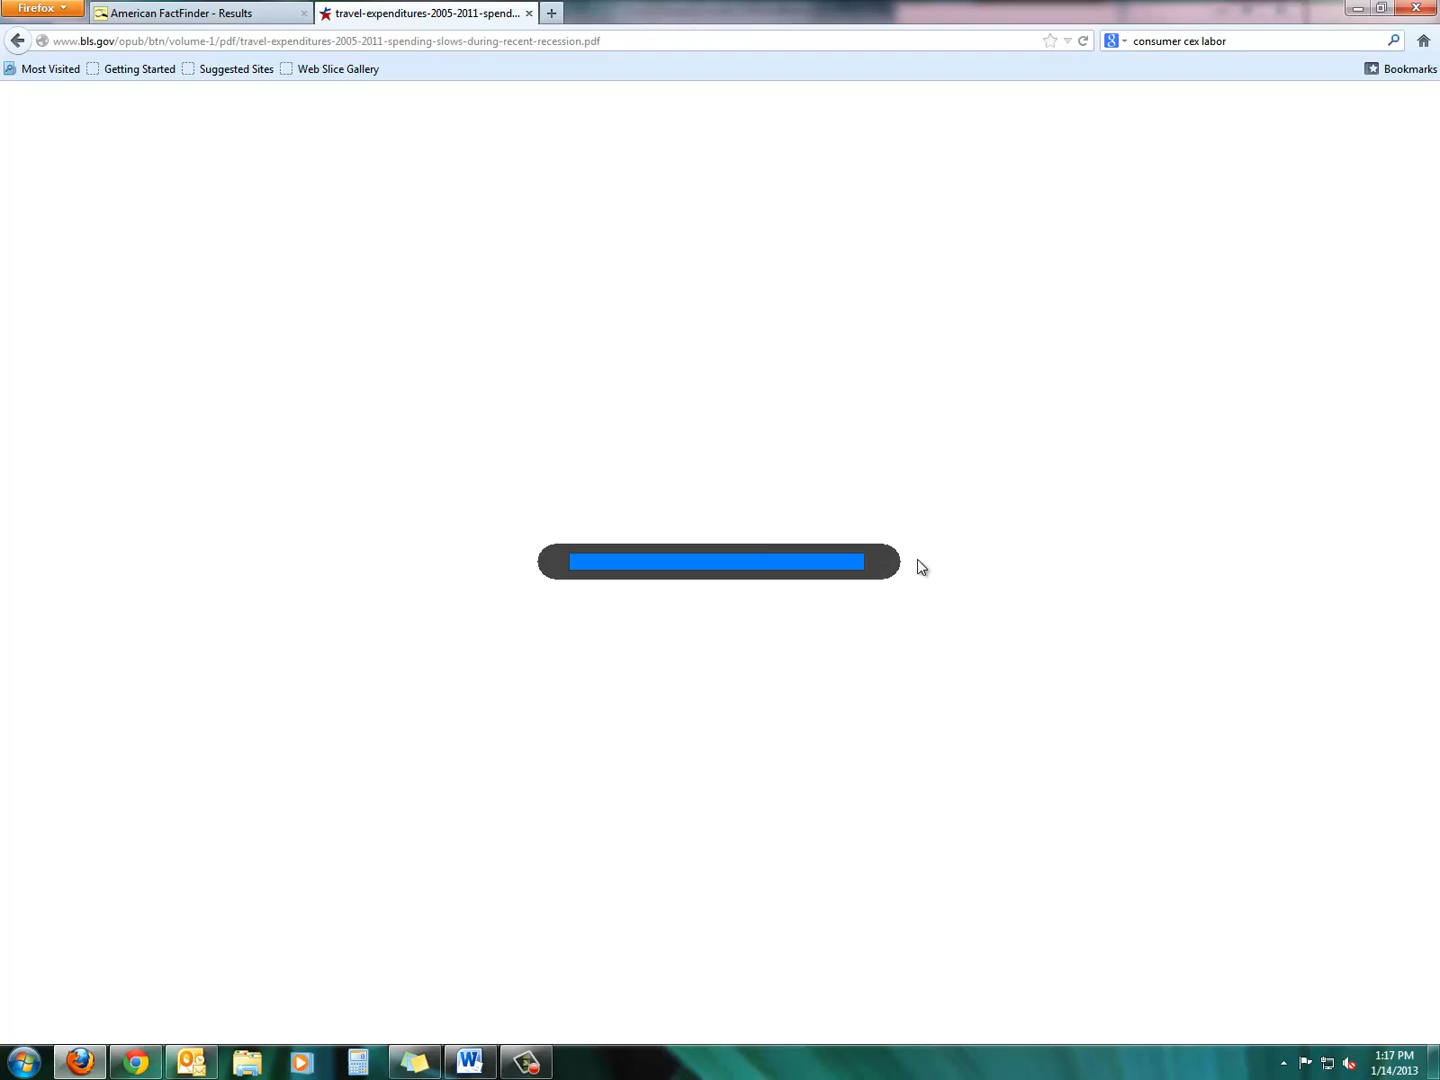 Firefox
American FactFinder - Results
travel-expenditures-2005-2011-spend...
www.bls.gov/opub/btn/volume-1/pdf/travel-expenditures-2005-2011-spending-slows-during-recent-recession.pdf
consumer cex labor
Most Visited
Getting Started
Suggested Sites
Web Slice Gallery
Bookmarks
1:17 PM
1/14/2013